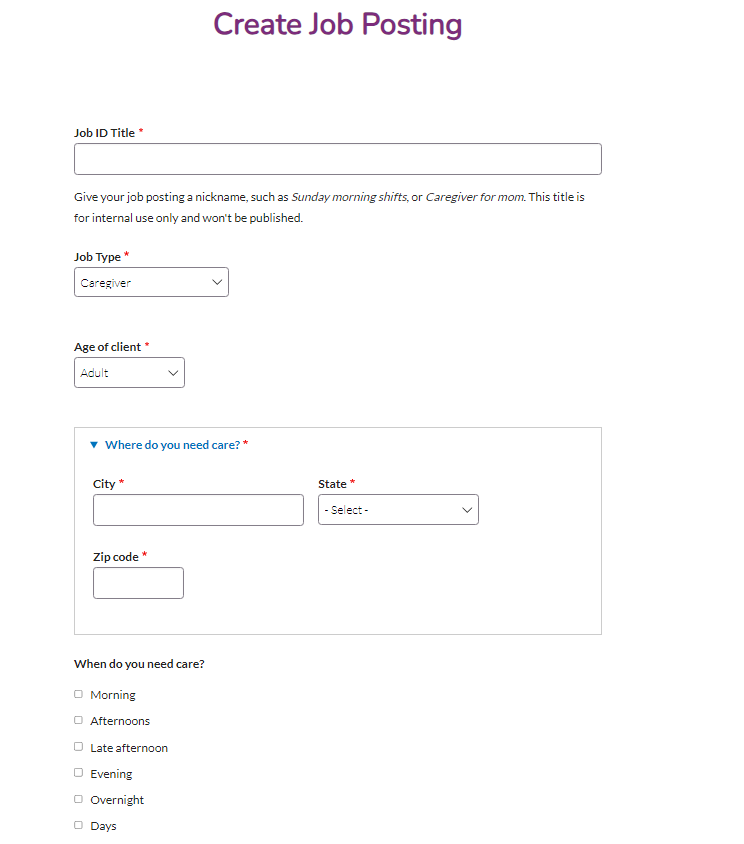 Create Job Posting
Job ID Title *
Give your job posting a nickname, such as Sunday morning shifts, or Caregiver for mom. This title is
for internal use only and won't be published.
Job Type *
Caregiver
Age of client *
Adult
Where do you need care? *
City * State *
- Select -
Zip code *
When do you need care?
Morning
Afternoons
Late afternoon
Evening
Overnight
Days